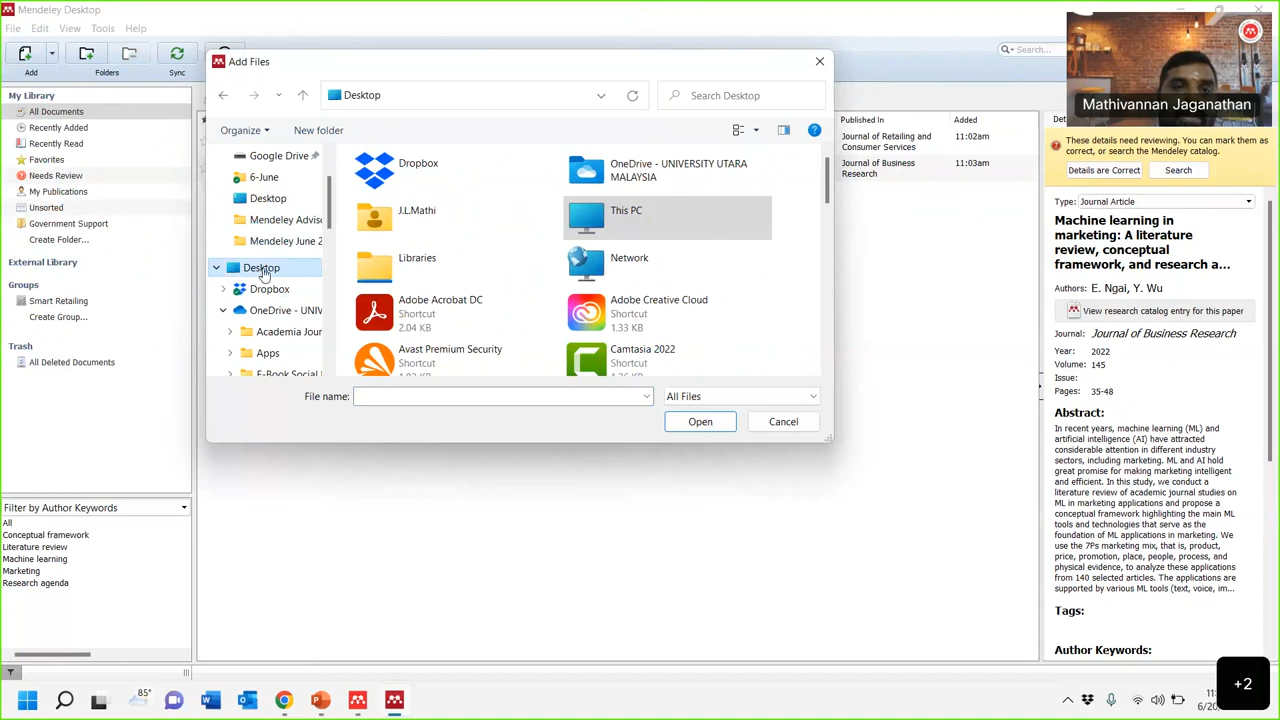 Mendeley Desktop
File Edit View Tools Help
Add
Folders
Sync
Search...
My Library
All Documents
Recently Added
Recently Read
Favorites
Needs Review
My Publications
Unsorted
Government Support
Create Folder...
External Library
Groups
Smart Retailing
Create Group...
Trash
All Deleted Documents
Filter by Author Keywords
All
Conceptual framework
Literature review
Machine learning
Marketing
Research agenda
Add Files
Desktop
Search Desktop
Organize
New folder
Google Drive
6-June
Desktop
Mendeley Adviso
Mendeley June 2
Desktop
Dropbox
OneDrive - UNIV
Academia Jour
Apps
E-Book Social
Dropbox
OneDrive - UNIVERSITY UTARA
MALAYSIA
J.L.Mathi
This PC
Libraries
Network
Adobe Acrobat DC
Shortcut
2.04 KB
Adobe Creative Cloud
Shortcut
1.33 KB
Avast Premium Security
Shortcut
Camtasia 2022
Shortcut
File name:
All Files
Open
Cancel
Published In
Added
Journal of Retailing and
Consumer Services
11:02am
Journal of Business
Research
11:03am
Mathivannan Jaganathan
These details need reviewing. You can mark them as
correct, or search the Mendeley catalog.
Details are Correct
Search
Type: Journal Article
Machine learning in
marketing: A literature
review, conceptual
framework, and research a...
Authors: E. Ngai, Y. Wu
View research catalog entry for this paper
Journal: Journal of Business Research
Year: 2022
Volume: 145
Issue:
Pages: 35-48
Abstract:
In recent years, machine learning (ML) and
artificial intelligence (AI) have attracted
considerable attention in different industry
sectors, including marketing. ML and AI hold
great promise for making marketing intelligent
and efficient. In this study, we conduct a
literature review of academic journal studies on
ML in marketing applications and propose a
conceptual framework highlighting the main ML
tools and technologies that serve as the
foundation of ML applications in marketing. We
use the 7Ps marketing mix, that is, product,
price, promotion, place, people, process, and
physical evidence, to analyze these applications
from 140 selected articles. The applications are
supported by various ML tools (text, voice, im...
Tags:
Author Keywords:
+2
85°